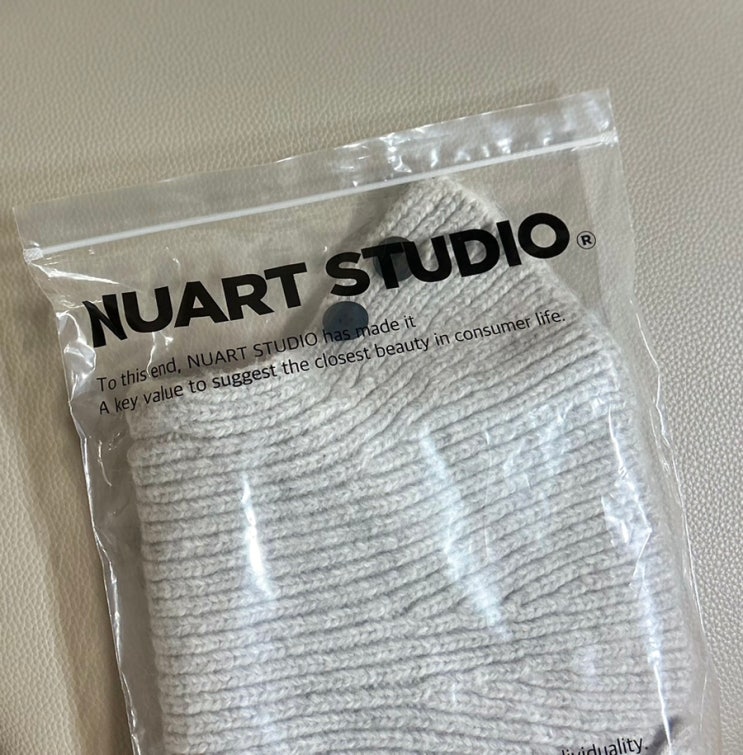 NUART STUDIO®
To this end, NUART STUDIO has made it
A key value to suggest the closest beauty in consumer life.